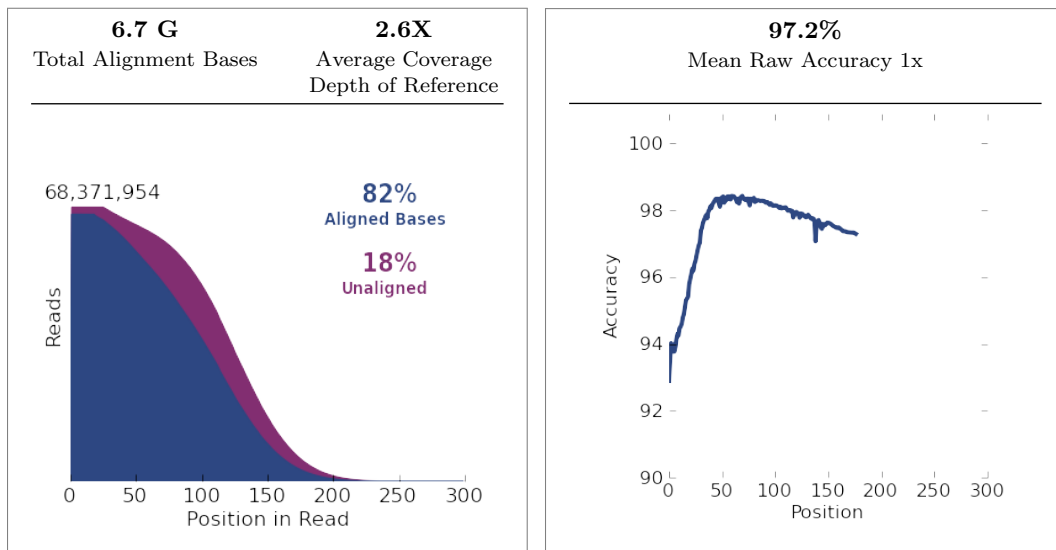 6.7 G
Total Alignment Bases
2.6X
Average Coverage
Depth of Reference
68,371,954
82%
Aligned Bases
18%
Unaligned
Reads
0 50 100 150 200 250 300
Position in Read
97.2%
Mean Raw Accuracy 1x
100
98
96
94
92
90
Accuracy
0 50 100 150 200 250 300
Position